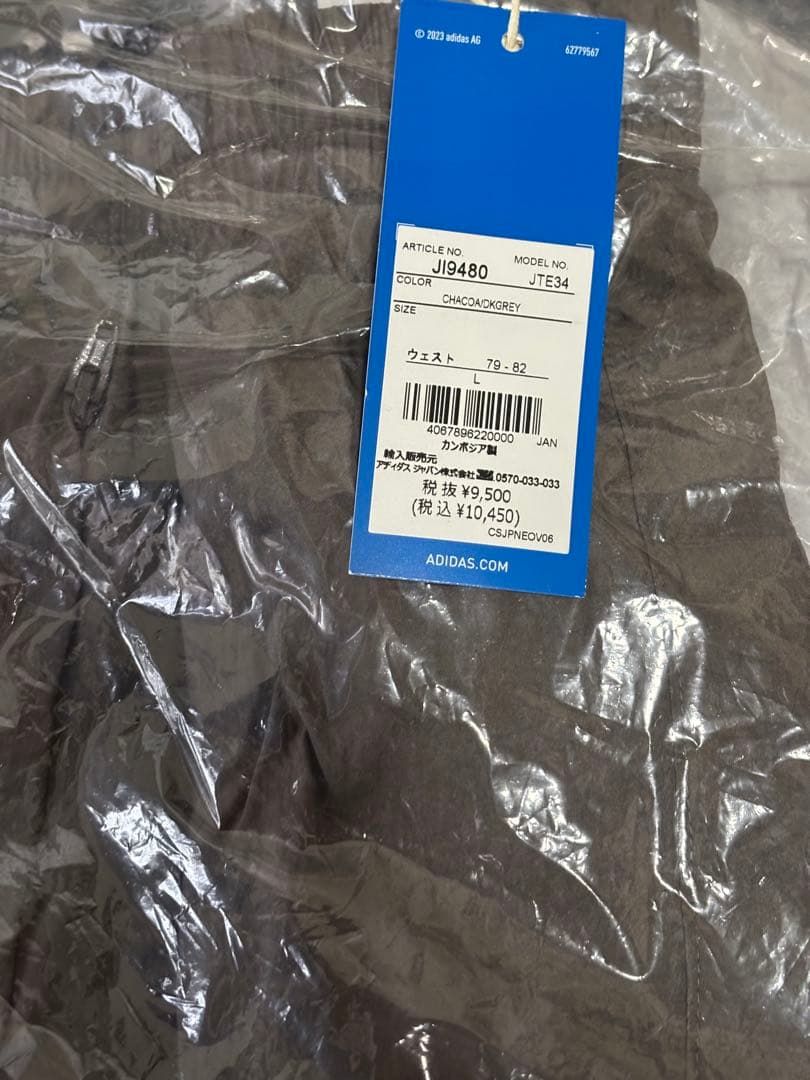 © 2023 adidas AG
62779567
ARTICLE NO.
MODEL NO.
JI9480
JTE34
COLOR
CHACOA/DKGREY
SIZE
ウェスト 79 - 82
L
4067896220000 JAN
カンボジア製
輸入販売元
アディダス ジャパン株式会社 0570-033-033
税抜 ¥9,500
(税込 ¥10,450)
CSJPNEOV06
ADIDAS.COM